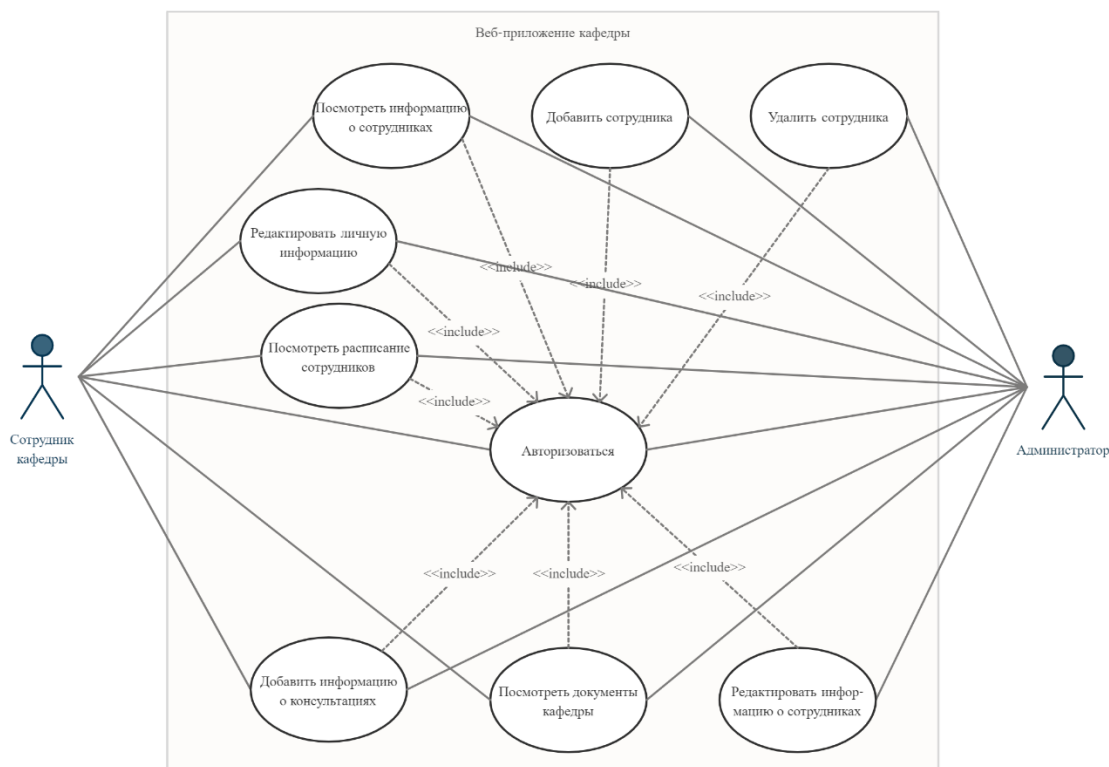 Веб-приложение кафедры
Посмотреть информацию
о сотрудниках
Добавить сотрудника
Удалить сотрудника
Редактировать личную
информацию
<<include>>
<<include>>
<<include>>
Посмотреть расписание
сотрудников
<<include>>
<<include>>
Сотрудник
кафедры
Авторизоваться
Администратор
<<include>>
<<include>>
<<include>>
Добавить информацию
о консультациях
Посмотреть документы
кафедры
Редактировать инфор-
мацию о сотрудниках